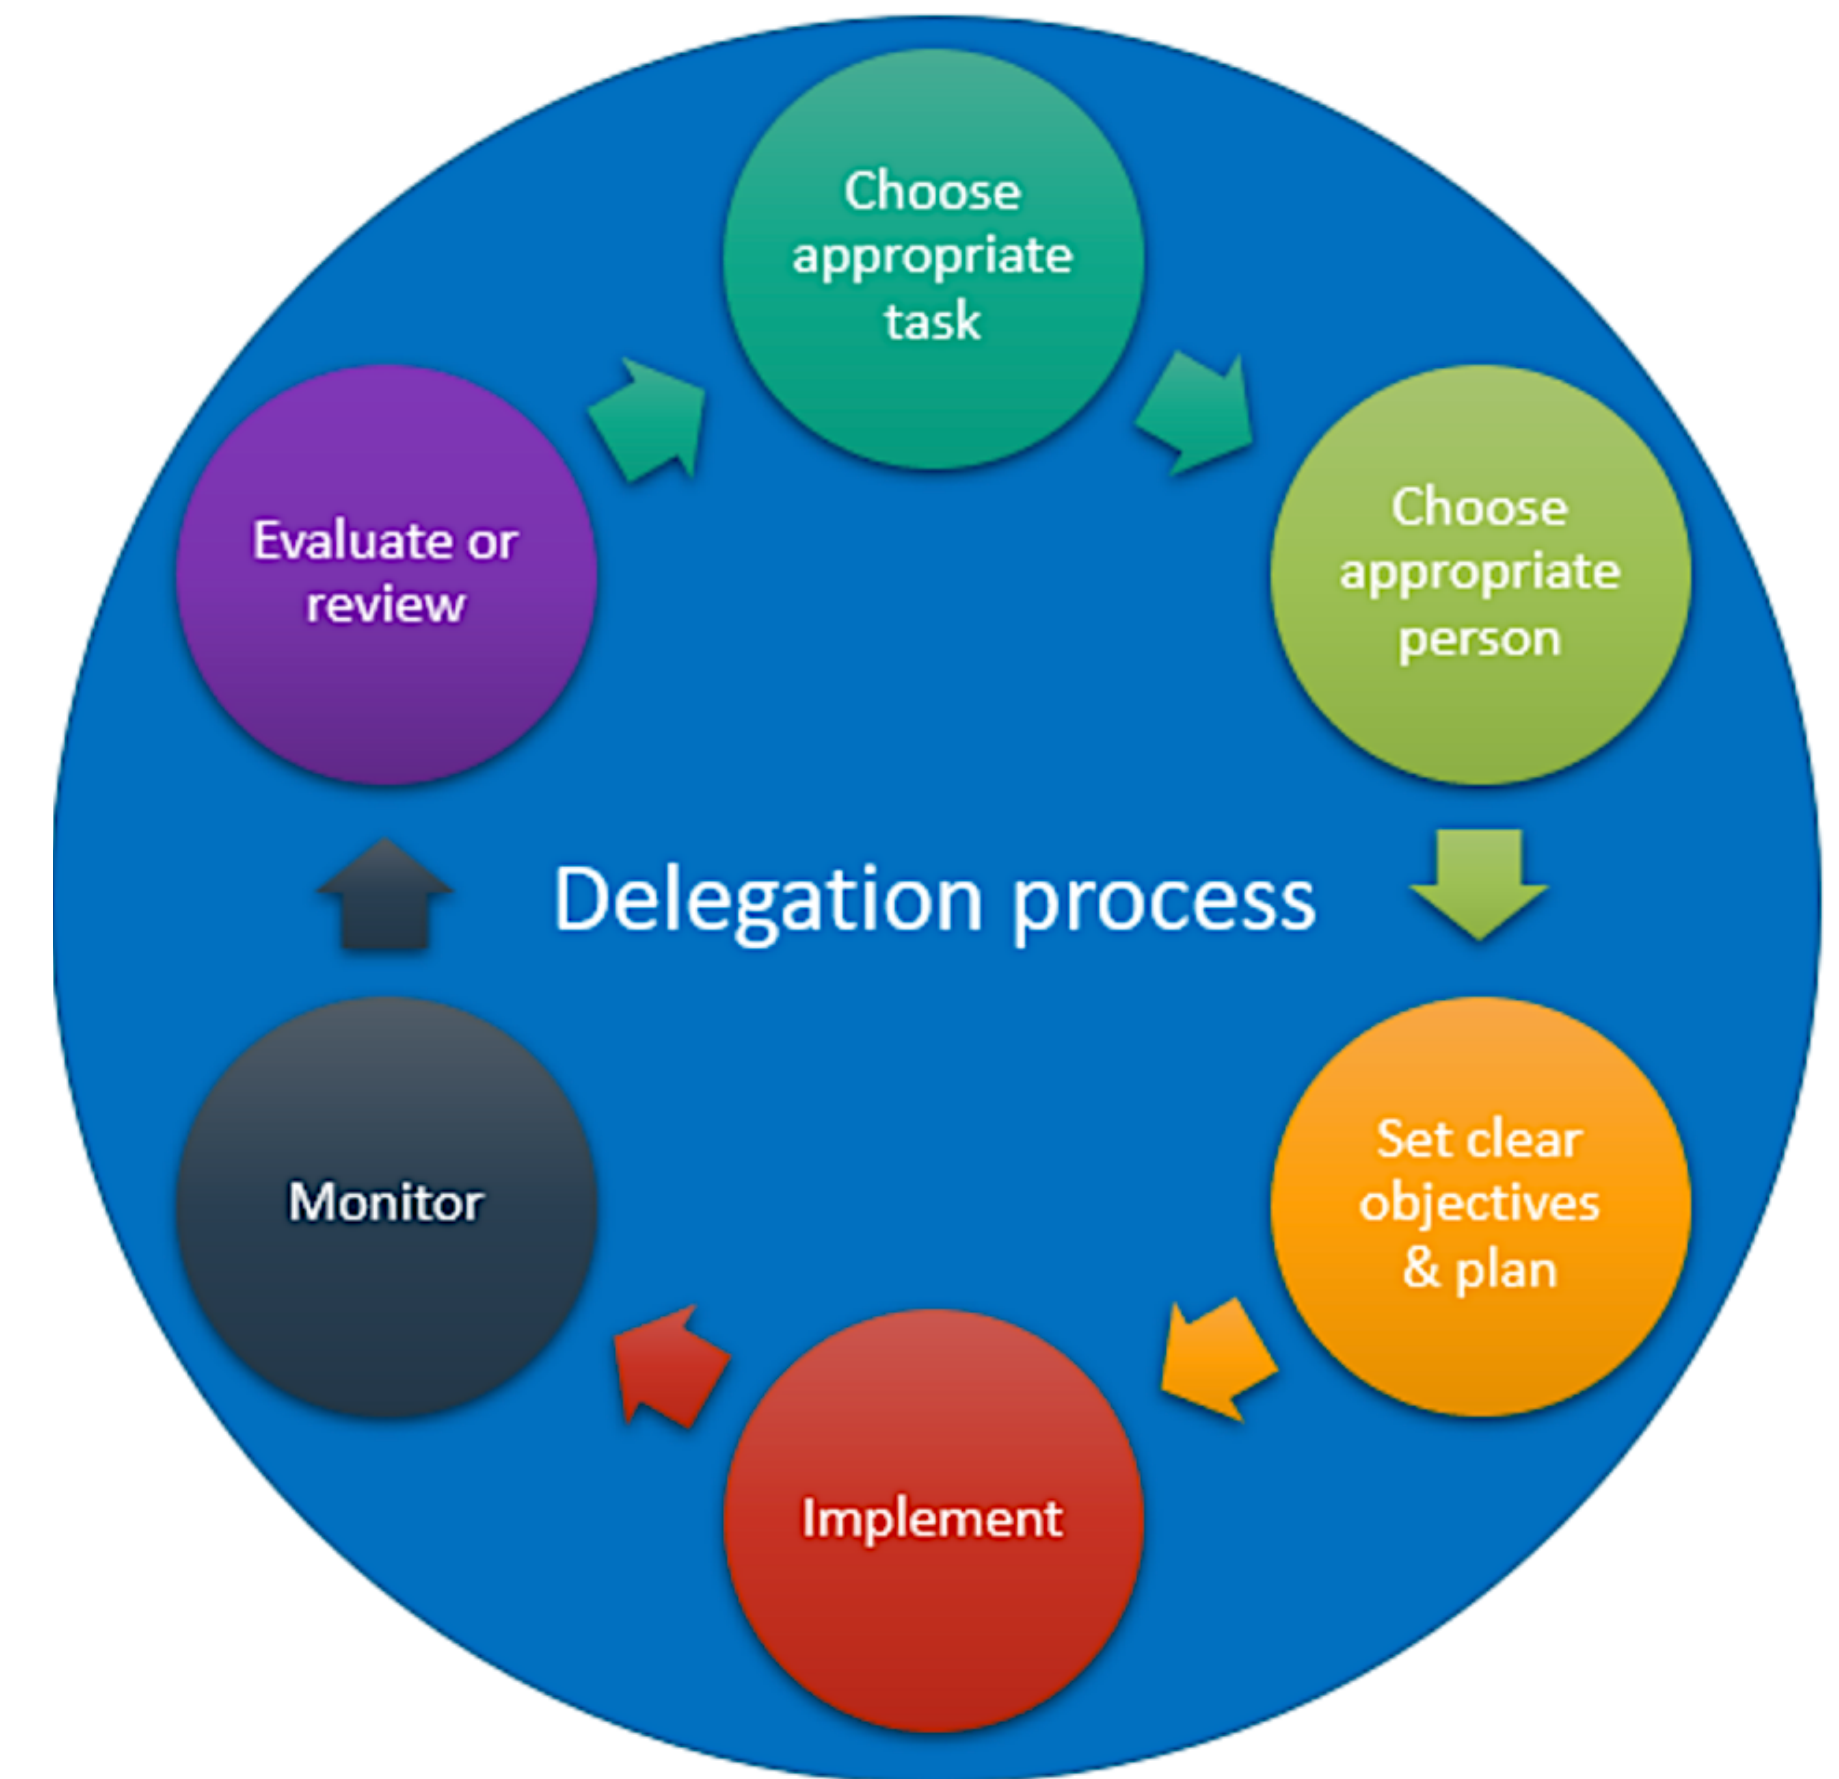 Choose
appropriate
task
Choose
appropriate
person
Set clear
objectives
& plan
Implement
Monitor
Evaluate or
review
Delegation process